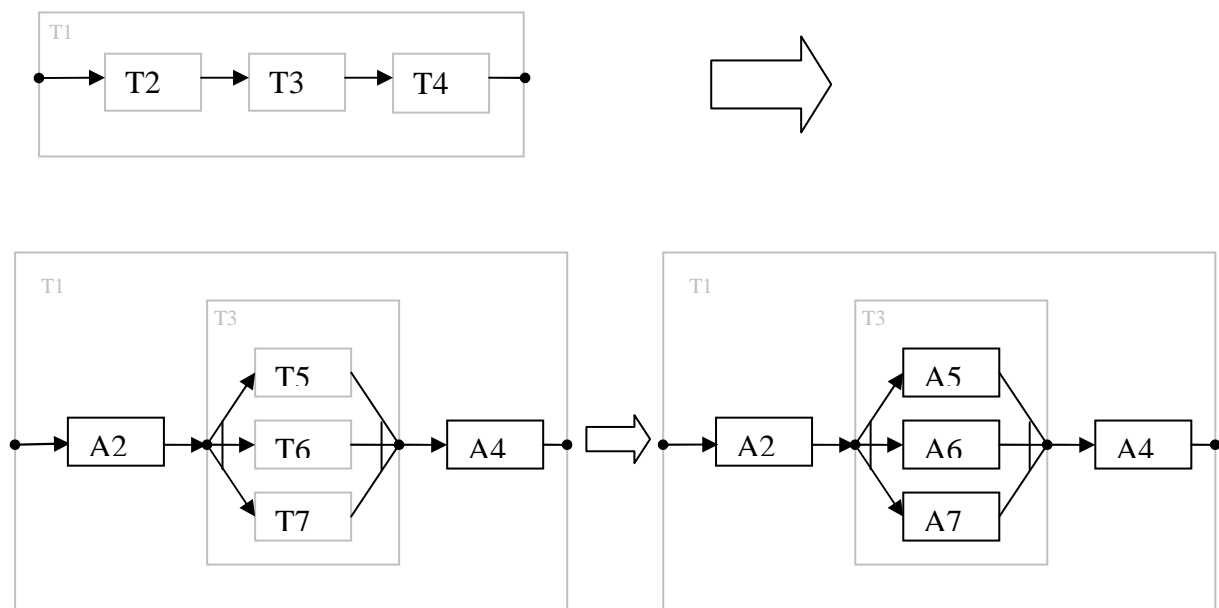 T1
T2 T3 T4
T1 T1
T3 T3
T5 A5
A2 T6 A4 A2 A6 A4
T7 A7